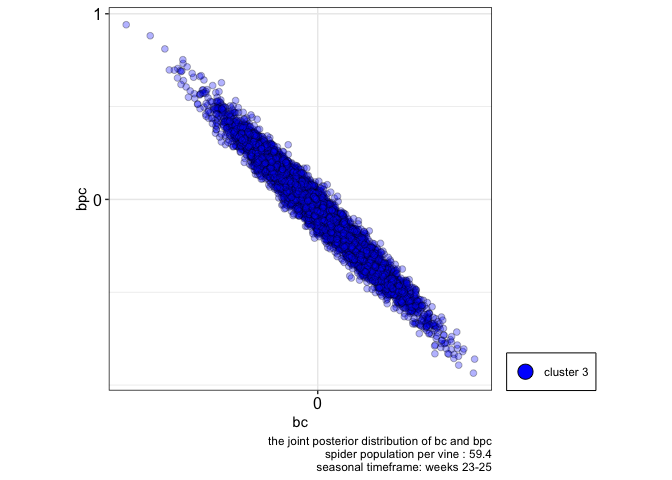 1
0
bpc
0
bc
cluster 3
the joint posterior distribution of bc and bpc
spider population per vine : 59.4
seasonal timeframe: weeks 23-25